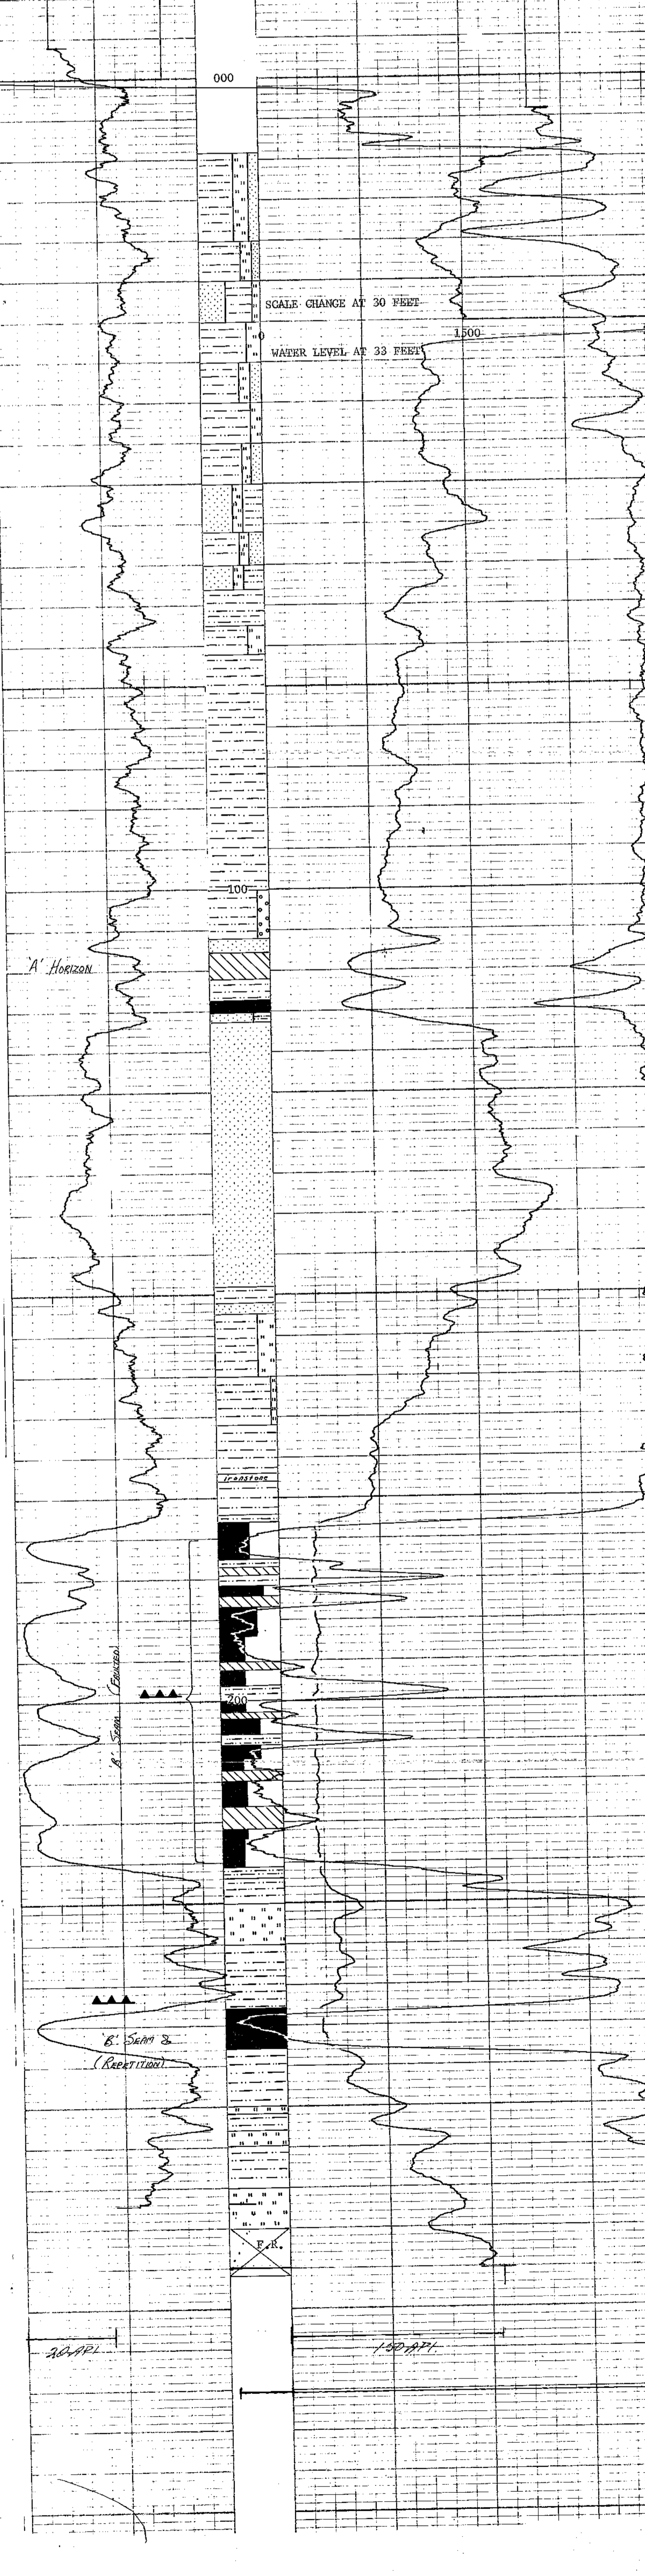 000
SCALE CHANGE AT 30 FEET
0 1500
WATER LEVEL AT 33 FEET
100
'A' HORIZON
ironstone
'B' SEAM (FAULTED)
200
'B' SEAM &
(REPETITION)
F.R.
20 API
150 API